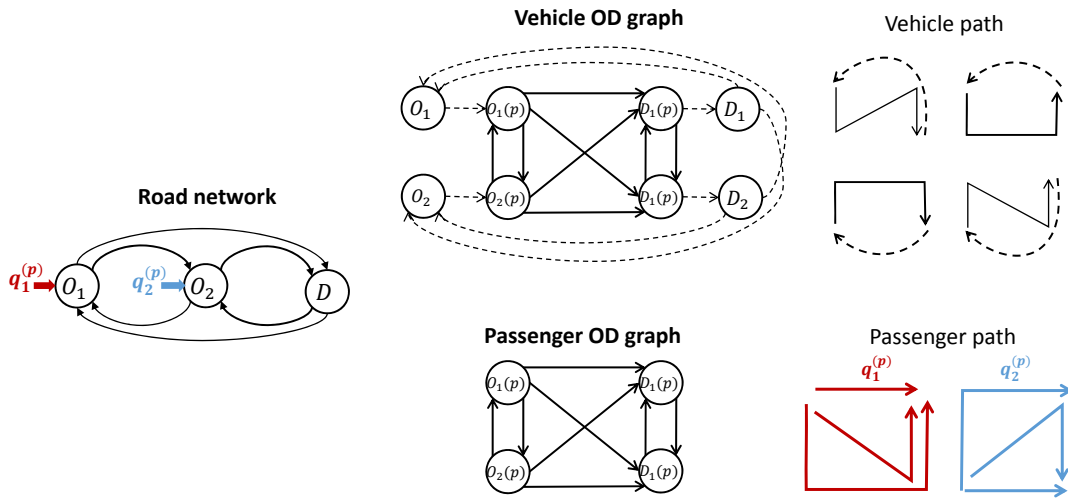 Vehicle OD graph
Vehicle path
O₁
O₁(p)
D₁(p)
D₁
O₂
O₂(p)
D₁(p)
D₂
Road network
q₁⁽ᵖ⁾
O₁
q₂⁽ᵖ⁾
O₂
D
Passenger OD graph
Passenger path
O₁(p)
D₁(p)
O₂(p)
D₁(p)
q₁⁽ᵖ⁾
q₂⁽ᵖ⁾